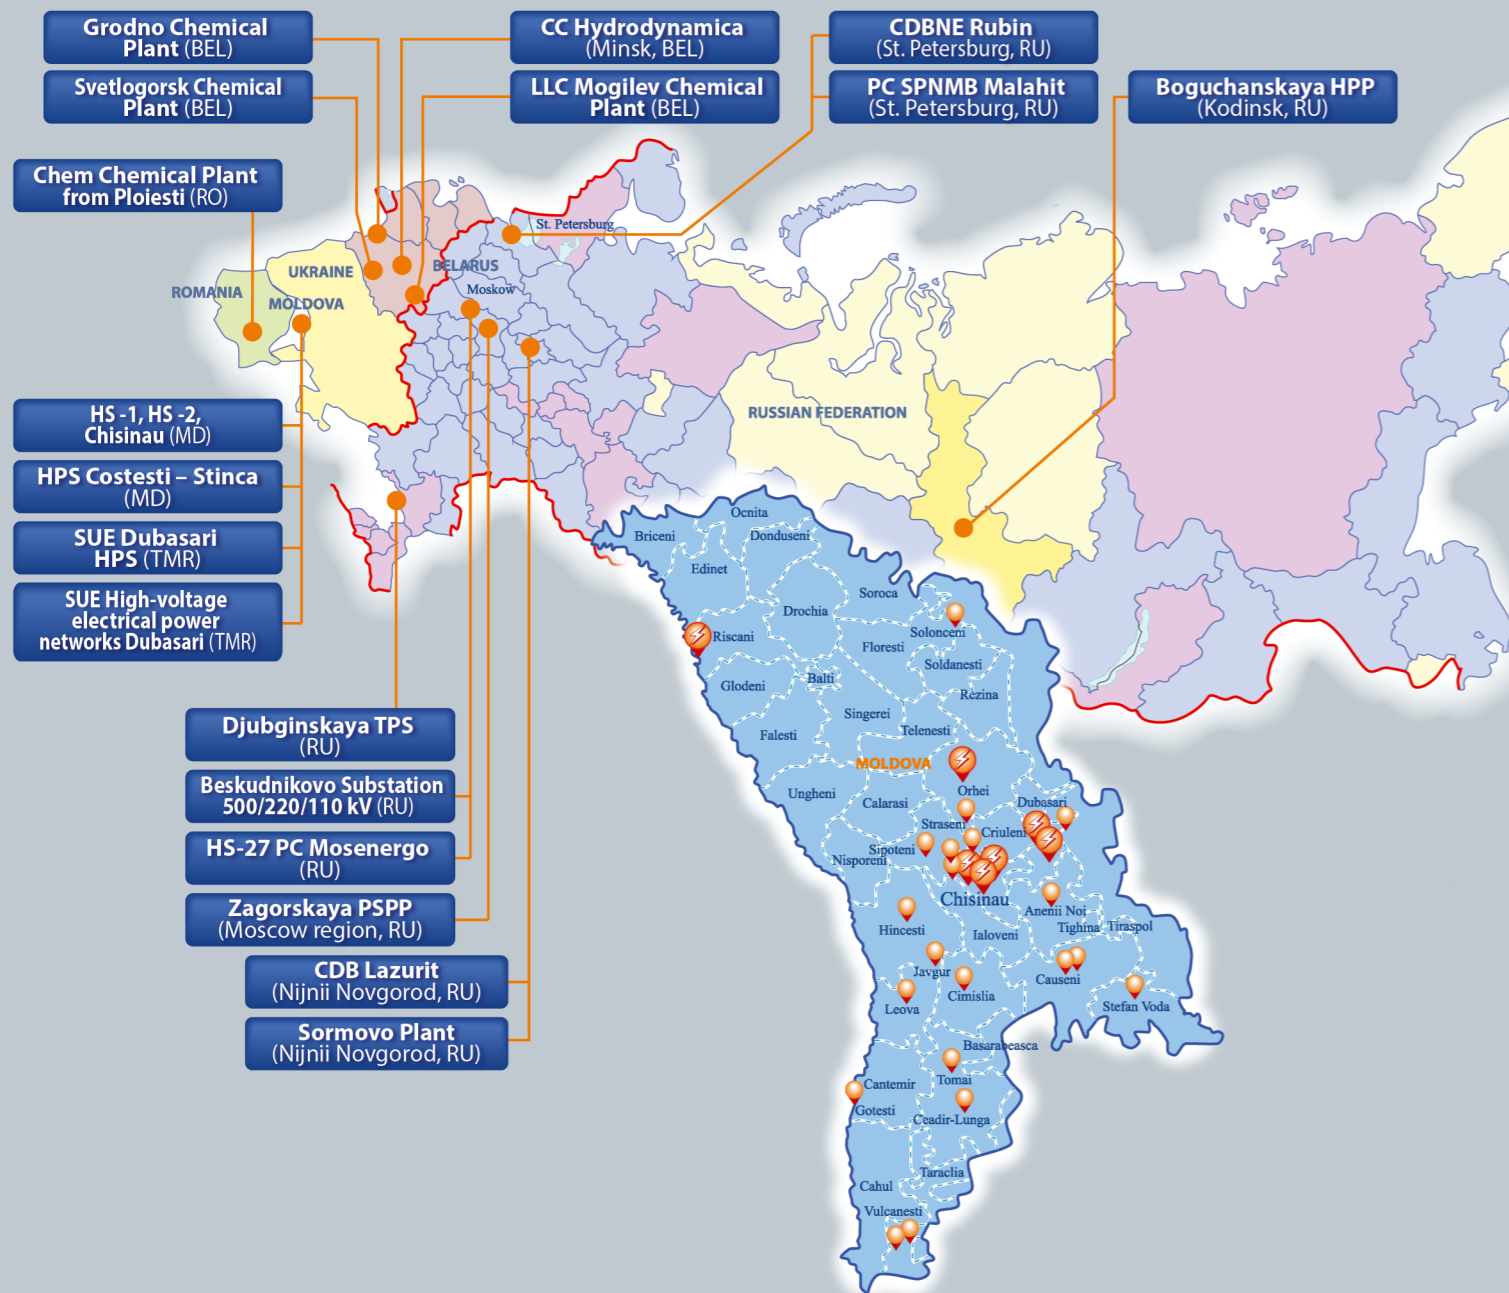 Grodno Chemical
Plant (BEL)
CC Hydrodynamica
(Minsk, BEL)
CDBNE Rubin
(St. Petersburg, RU)
Svetlogorsk Chemical
Plant (BEL)
LLC Mogilev Chemical
Plant (BEL)
PC SPNMB Malahit
(St. Petersburg, RU)
Boguchanskaya HPP
(Kodinsk, RU)
Chem Chemical Plant
from Ploiesti (RO)
St. Petersburg
BELARUS
UKRAINE
ROMANIA
MOLDOVA
Moskow
RUSSIAN FEDERATION
HS -1, HS -2,
Chisinau (MD)
HPS Costesti – Stinca
(MD)
SUE Dubasari
HPS (TMR)
SUE High-voltage
electrical power
networks Dubasari (TMR)
Djubginskaya TPS
(RU)
Beskudnikovo Substation
500/220/110 kV (RU)
HS-27 PC Mosenergo
(RU)
Zagorskaya PSPP
(Moscow region, RU)
CDB Lazurit
(Nijnii Novgorod, RU)
Sormovo Plant
(Nijnii Novgorod, RU)
Ocnita
Briceni
Donduseni
Edinet
Soroca
Drochia
Solonceni
Riscani
Floresti
Soldanesti
Balti
Glodeni
Rezina
Singerei
Telenesti
Falesti
MOLDOVA
Orhei
Ungheni
Calarasi
Dubasari
Straseni
Criuleni
Sipoteni
Nisporeni
Chisinau
Anenii Noi
Hincesti
Ialoveni
Tighina
Tiraspol
Javgur
Causeni
Cimislia
Leova
Stefan Voda
Basarabeasca
Tomai
Cantemir
Gotesti
Ceadir-Lunga
Taraclia
Cahul
Vulcanesti